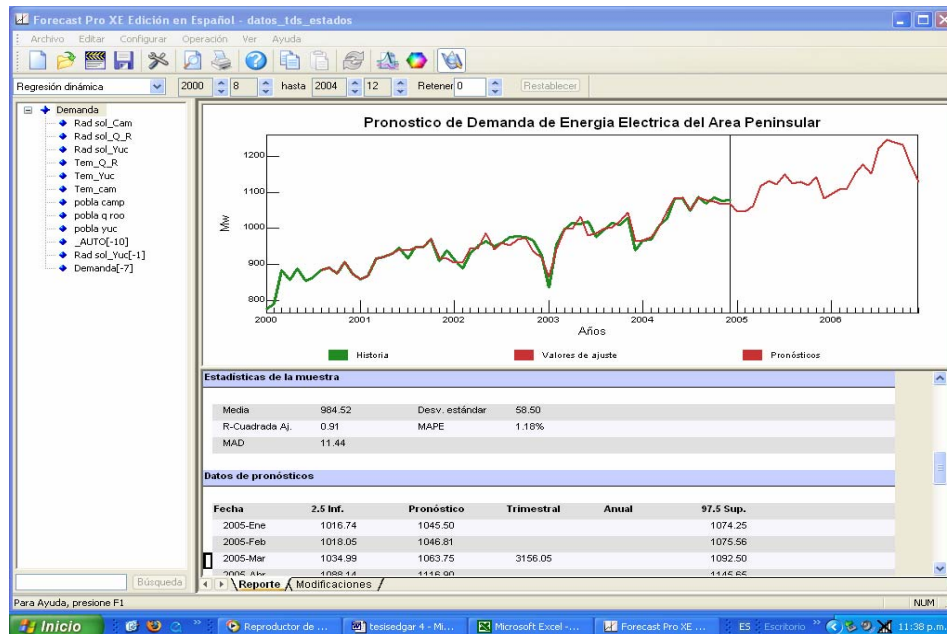 Forecast Pro XE Edición en Español - datos_tds_estados
Archivo Editar Configurar Operación Ver Ayuda
Regresión dinámica 2000 8 hasta 2004 12 Retener 0 Restablecer
Demanda
Rad sol_Cam
Rad sol_Q_R
Rad sol_Yuc
Tem_Q_R
Tem_Yuc
Tem_cam
pobla camp
pobla q roo
pobla yuc
_AUTO[-10]
Rad sol_Yuc[-1]
Demanda[-7]
Búsqueda
Pronostico de Demanda de Energia Electrica del Area Peninsular
Mw
1200
1100
1000
900
800
2000 2001 2002 2003 2004 2005 2006
Años
Historia Valores de ajuste Pronósticos
Estadísticas de la muestra
Media 984.52 Desv. estándar 58.50
R-Cuadrada Aj. 0.91 MAPE 1.18%
MAD 11.44
Datos de pronósticos
Fecha 2.5 Inf. Pronóstico Trimestral Anual 97.5 Sup.
2005-Ene 1016.74 1045.50 1074.25
2005-Feb 1018.05 1046.81 1075.56
2005-Mar 1034.99 1063.75 3156.05 1092.50
2005-Abr 1088.14 1116.90 1145.65
Reporte Modificaciones
Para Ayuda, presione F1 NUM
Inicio Reproductor de ... tesisedgar 4 - Mi... Microsoft Excel -... Forecast Pro XE ... ES Escritorio 11:38 p.m.